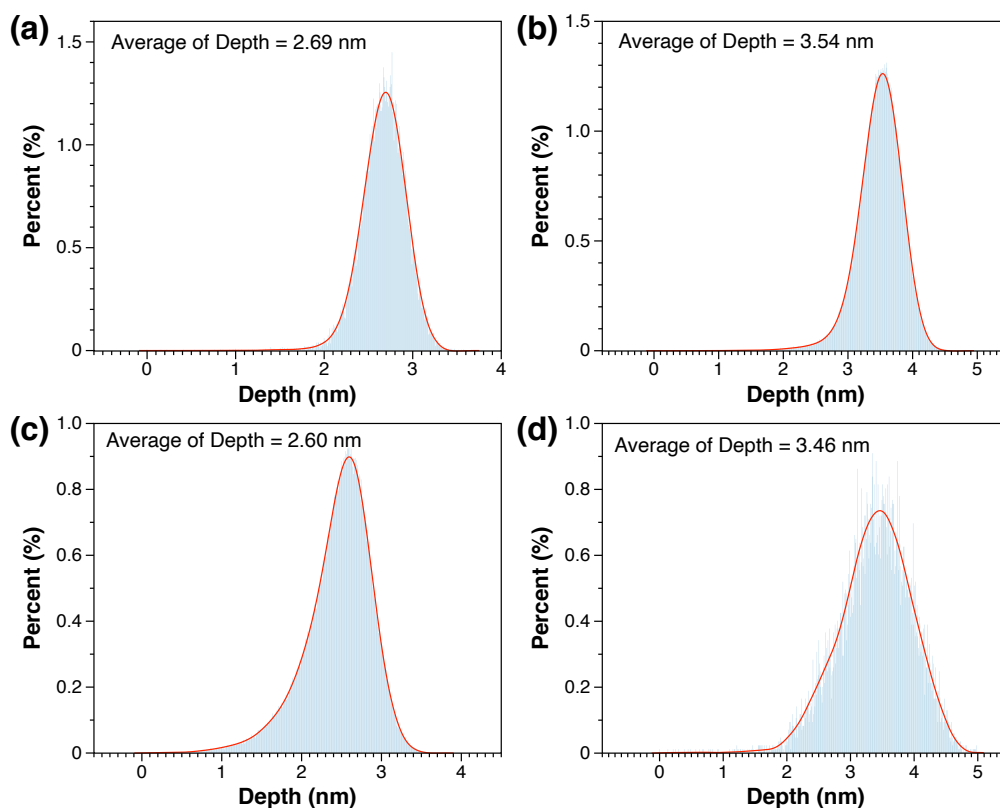 (a)
Average of Depth = 2.69 nm
1.5
1.0
0.5
0
Percent (%)
0 1 2 3 4
Depth (nm)
(b)
Average of Depth = 3.54 nm
1.5
1.0
0.5
0
Percent (%)
0 1 2 3 4 5
Depth (nm)
(c)
Average of Depth = 2.60 nm
1.0
0.8
0.6
0.4
0.2
0
Percent (%)
0 1 2 3 4
Depth (nm)
(d)
Average of Depth = 3.46 nm
1.0
0.8
0.6
0.4
0.2
0
Percent (%)
0 1 2 3 4 5
Depth (nm)